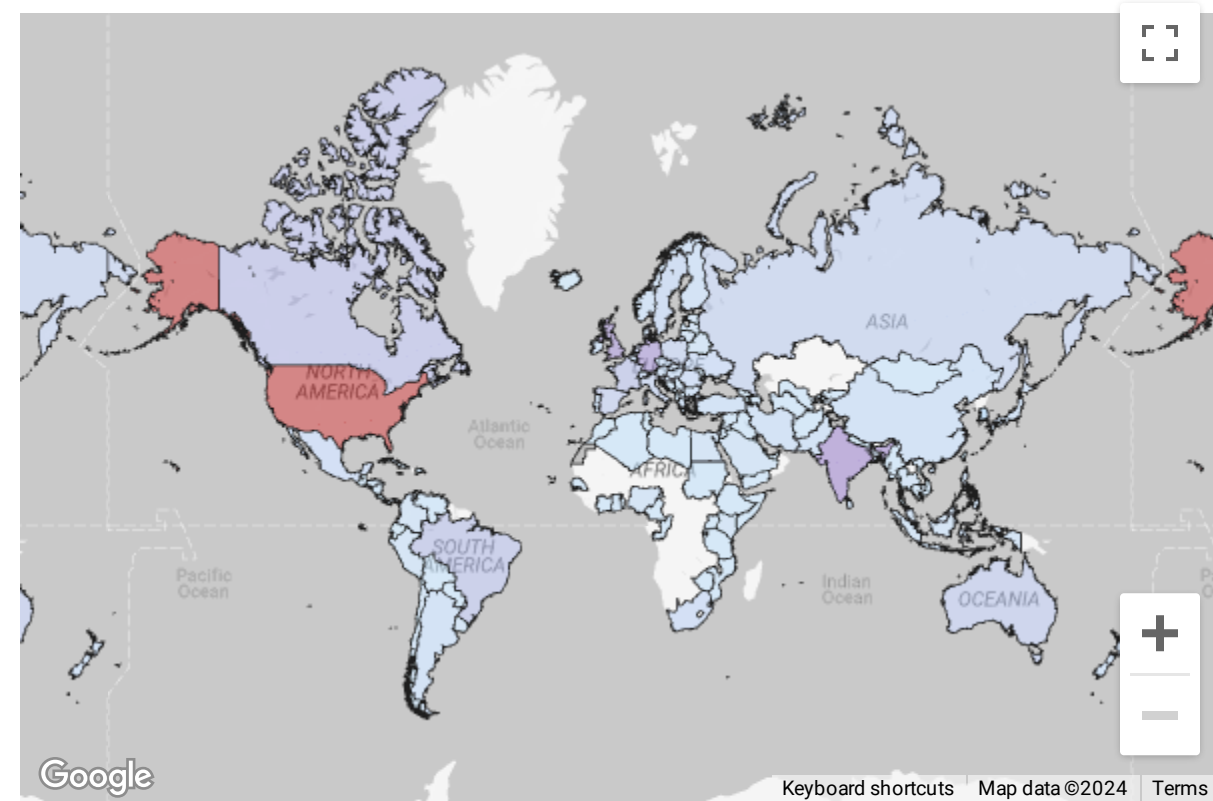 ASIA
NORTH
AMERICA
Atlantic
Ocean
AFRICA
SOUTH
AMERICA
Pacific
Ocean
Indian
Ocean
OCEANIA
Google
Keyboard shortcuts
Map data ©2024
Terms